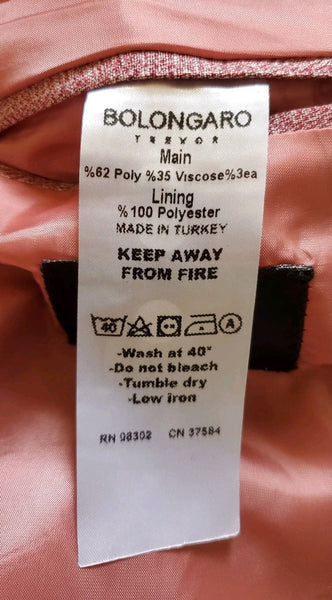 BOLONGARO
TREVOR
Main
%62 Poly %35 Viscose%3ea
Lining
%100 Polyester
MADE IN TURKEY
KEEP AWAY
FROM FIRE
40 A
-Wash at 40°
-Do not bleach
-Tumble dry
-Low iron
RN 98302 CN 37584